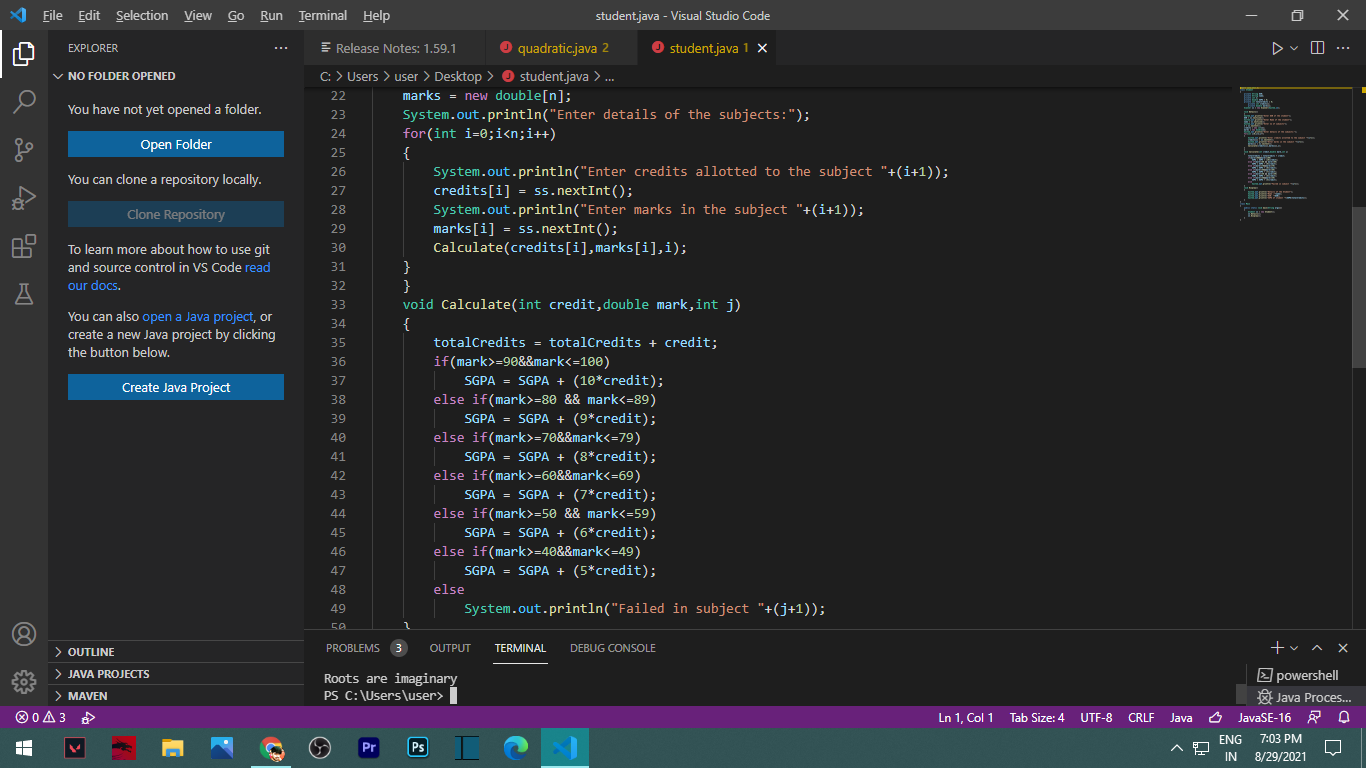 File Edit Selection View Go Run Terminal Help
student.java - Visual Studio Code
EXPLORER
NO FOLDER OPENED
You have not yet opened a folder.
Open Folder
You can clone a repository locally.
Clone Repository
To learn more about how to use git
and source control in VS Code read
our docs.
You can also open a Java project, or
create a new Java project by clicking
the button below.
Create Java Project
OUTLINE
JAVA PROJECTS
MAVEN
Release Notes: 1.59.1
quadratic.java 2
student.java 1
C: > Users > user > Desktop > student.java > ...
22 marks = new double[n];
23 System.out.println("Enter details of the subjects:");
24 for(int i=0;i<n;i++)
25 {
26 System.out.println("Enter credits allotted to the subject "+(i+1));
27 credits[i] = ss.nextInt();
28 System.out.println("Enter marks in the subject "+(i+1));
29 marks[i] = ss.nextInt();
30 Calculate(credits[i],marks[i],i);
31 }
32 }
33 void Calculate(int credit,double mark,int j)
34 {
35 totalCredits = totalCredits + credit;
36 if(mark>=90&&mark<=100)
37 SGPA = SGPA + (10*credit);
38 else if(mark>=80 && mark<=89)
39 SGPA = SGPA + (9*credit);
40 else if(mark>=70&&mark<=79)
41 SGPA = SGPA + (8*credit);
42 else if(mark>=60&&mark<=69)
43 SGPA = SGPA + (7*credit);
44 else if(mark>=50 && mark<=59)
45 SGPA = SGPA + (6*credit);
46 else if(mark>=40&&mark<=49)
47 SGPA = SGPA + (5*credit);
48 else
49 System.out.println("Failed in subject "+(j+1));
50 }
PROBLEMS 3 OUTPUT TERMINAL DEBUG CONSOLE
Roots are imaginary
PS C:\Users\user>
powershell
Java Proces...
0 3
Ln 1, Col 1 Tab Size: 4 UTF-8 CRLF Java JavaSE-16
Pr
Ps
ENG
IN
7:03 PM
8/29/2021